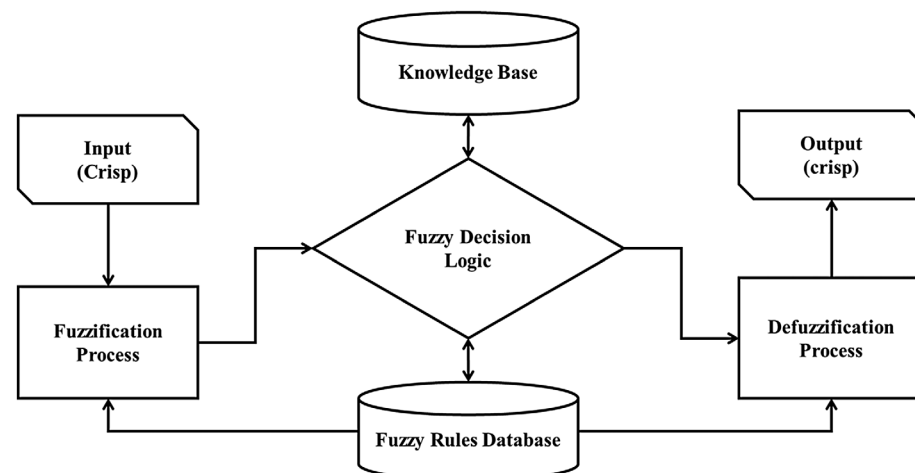 Knowledge Base
Input
(Crisp)
Output
(crisp)
Fuzzy Decision
Logic
Fuzzification
Process
Defuzzification
Process
Fuzzy Rules Database